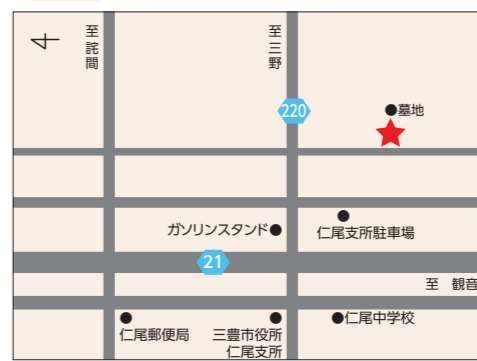 至
詫
間
至
三
野
220
●墓地
ガソリンスタンド●
●
仁尾支所駐車場
21
至 観音
●
仁尾郵便局
●
三豊市役所
仁尾支所
●仁尾中学校